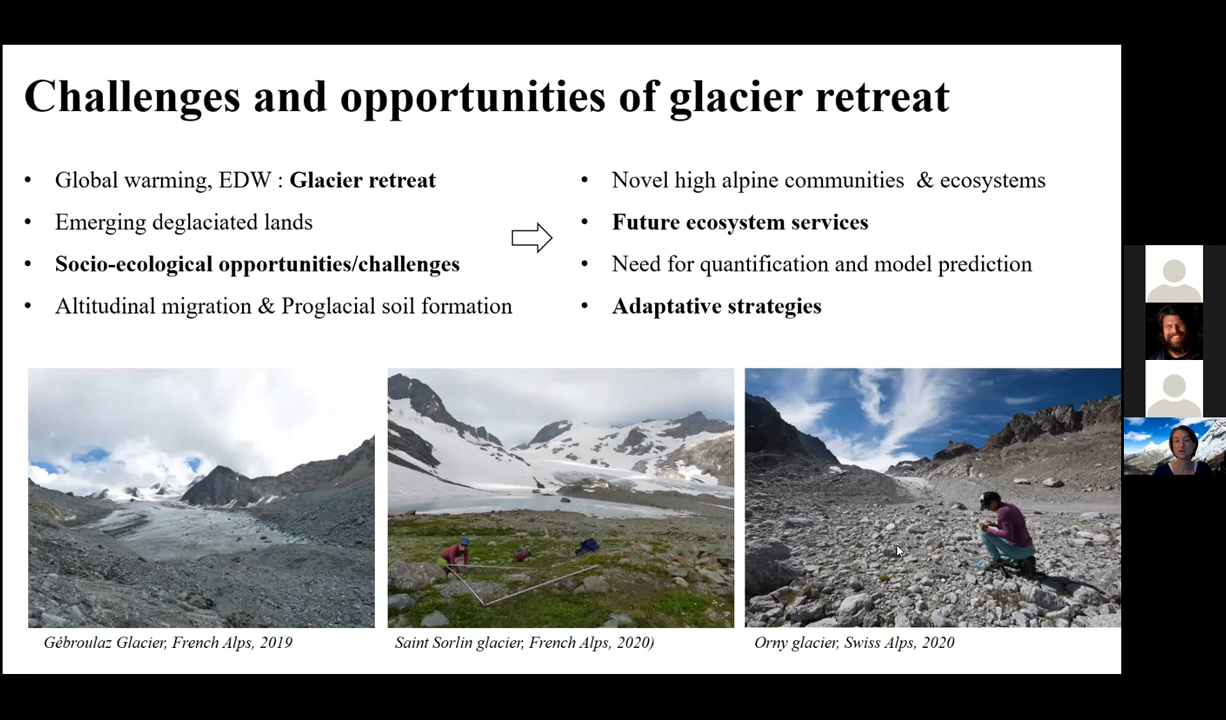 Challenges and opportunities of glacier retreat
• Global warming, EDW : Glacier retreat
• Emerging deglaciated lands
• Socio-ecological opportunities/challenges
• Altitudinal migration & Proglacial soil formation
• Novel high alpine communities & ecosystems
• Future ecosystem services
• Need for quantification and model prediction
• Adaptative strategies
Gébroulaz Glacier, French Alps, 2019
Saint Sorlin glacier, French Alps, 2020)
Orny glacier, Swiss Alps, 2020